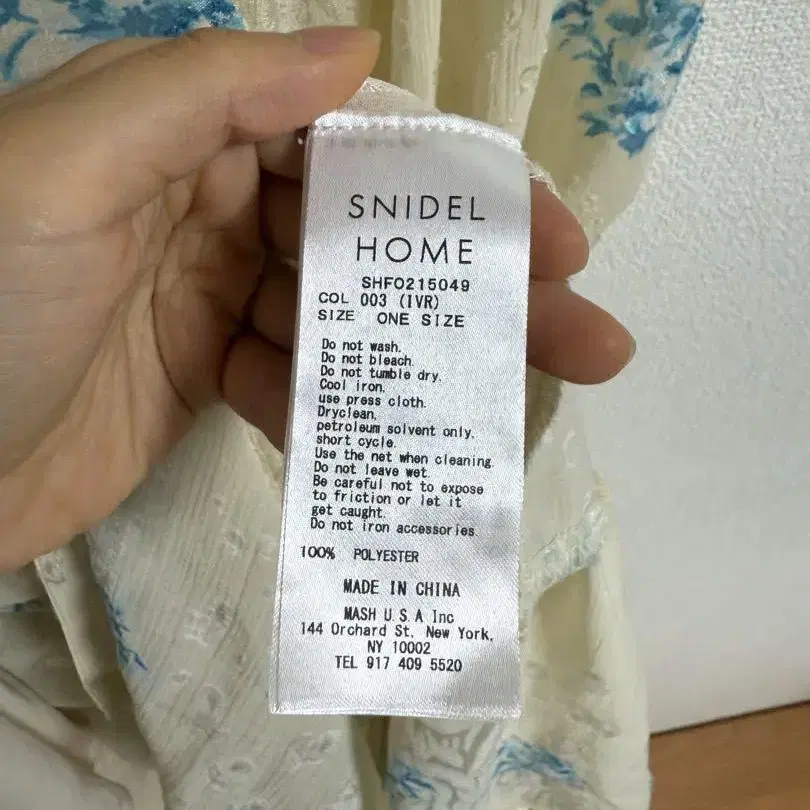 SNIDEL
HOME
SHFO215049
COL 003 (IVR)
SIZE ONE SIZE
Do not wash.
Do not bleach.
Do not tumble dry.
Cool iron.
use press cloth.
Dryclean,
petroleum solvent only,
short cycle.
Use the net when cleaning.
Do not leave wet.
Be careful not to expose
to friction or let it
get caught.
Do not iron accessories.
100% POLYESTER
MADE IN CHINA
MASH U.S.A Inc
144 Orchard St. New York,
NY 10002
TEL 917 409 5520